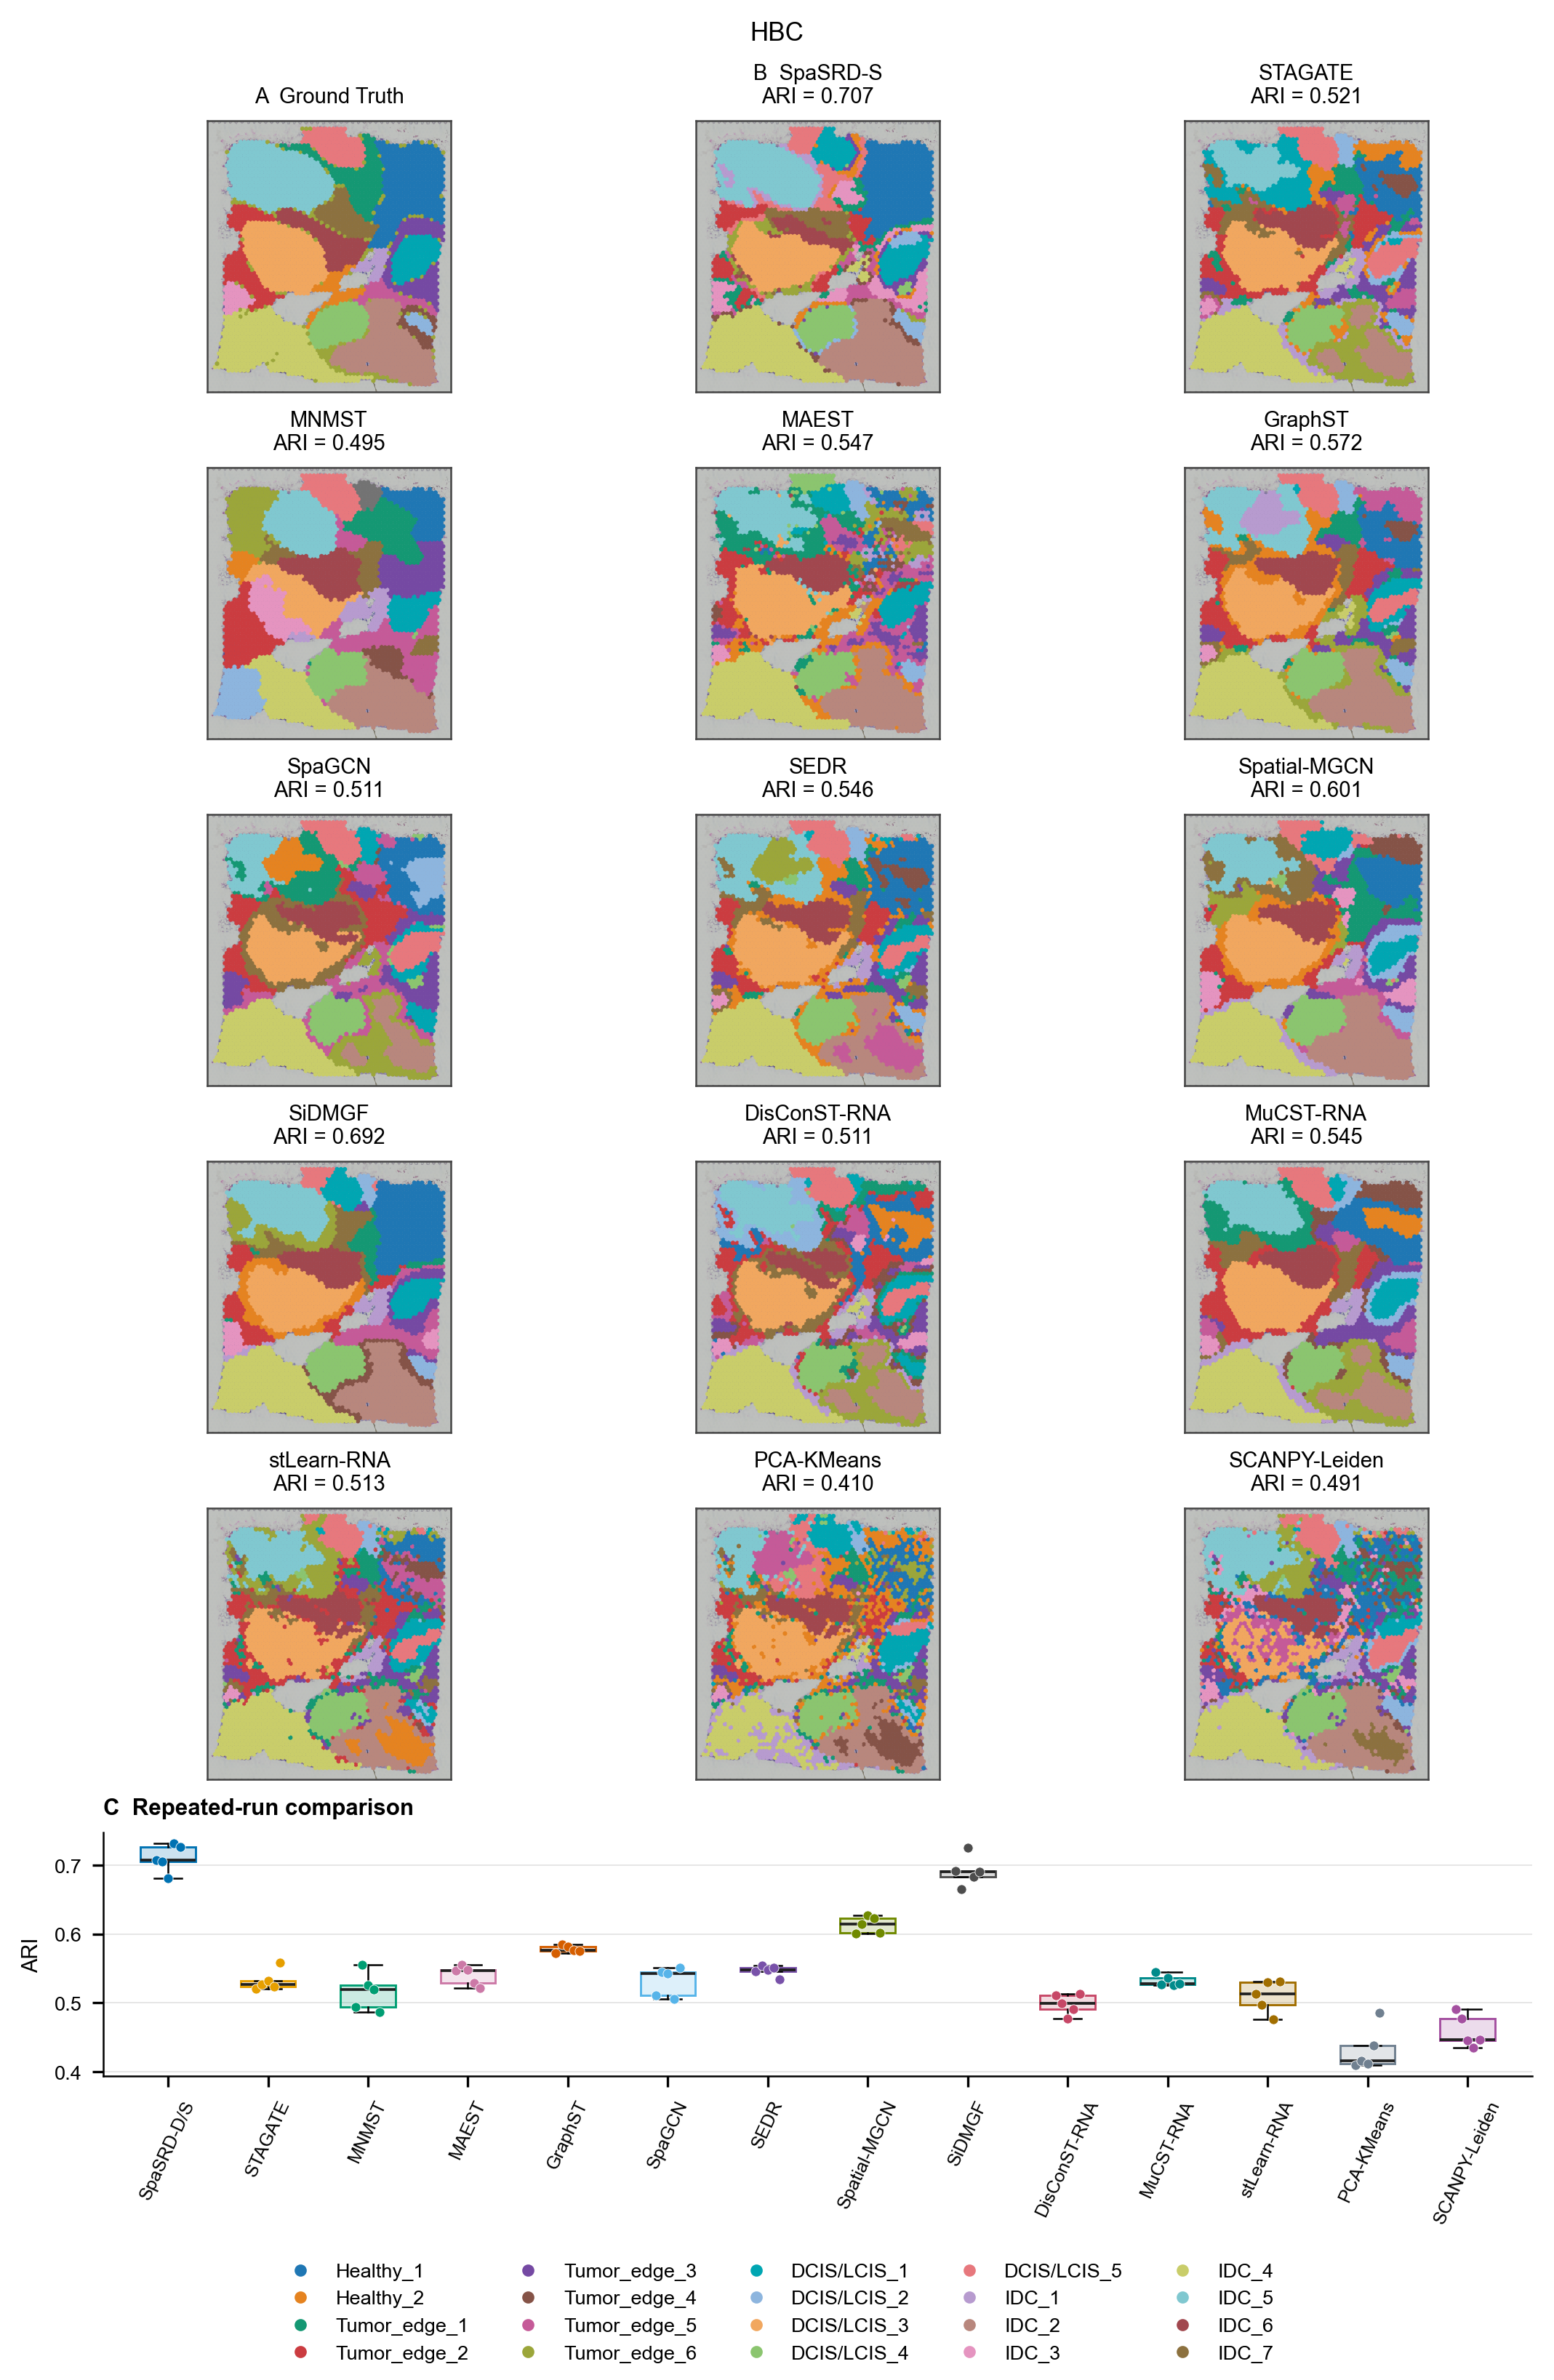 HBC
A  Ground Truth
B  SpaSRD-S
ARI = 0.707
STAGATE
ARI = 0.521
MNMST
ARI = 0.495
MAEST
ARI = 0.547
GraphST
ARI = 0.572
SpaGCN
ARI = 0.511
SEDR
ARI = 0.546
Spatial-MGCN
ARI = 0.601
SiDMGF
ARI = 0.692
DisConST-RNA
ARI = 0.511
MuCST-RNA
ARI = 0.545
stLearn-RNA
ARI = 0.513
PCA-KMeans
ARI = 0.410
SCANPY-Leiden
ARI = 0.491
C  Repeated-run comparison
ARI
0.7
0.6
0.5
0.4
SpaSRD-D/S
STAGATE
MNMST
MAEST
GraphST
SpaGCN
SEDR
Spatial-MGCN
SiDMGF
DisConST-RNA
MuCST-RNA
stLearn-RNA
PCA-KMeans
SCANPY-Leiden
Healthy_1
Healthy_2
Tumor_edge_1
Tumor_edge_2
Tumor_edge_3
Tumor_edge_4
Tumor_edge_5
Tumor_edge_6
DCIS/LCIS_1
DCIS/LCIS_2
DCIS/LCIS_3
DCIS/LCIS_4
DCIS/LCIS_5
IDC_1
IDC_2
IDC_3
IDC_4
IDC_5
IDC_6
IDC_7